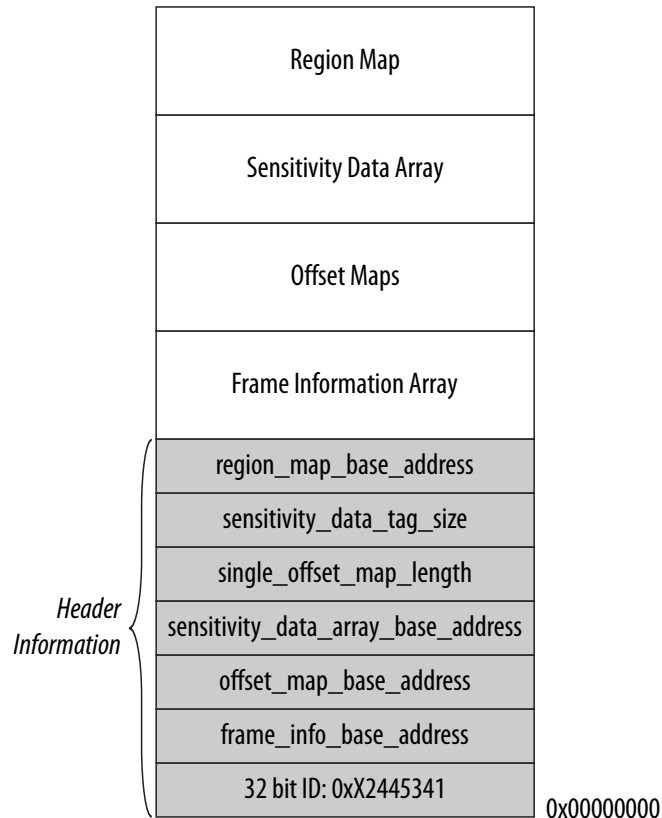 Region Map
Sensitivity Data Array
Offset Maps
Frame Information Array
region_map_base_address
sensitivity_data_tag_size
single_offset_map_length
Header
Information
sensitivity_data_array_base_address
offset_map_base_address
frame_info_base_address
32 bit ID: 0xX2445341
0x00000000